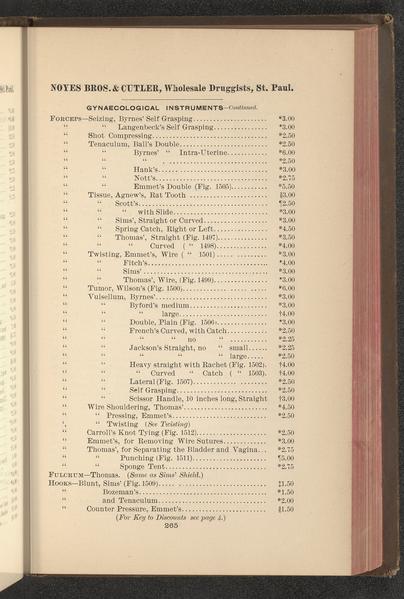 NOYES BROS. & CUTLER, Wholesale Druggists, St. Paul.
GYNAECOLOGICAL INSTRUMENTS—Continued.
FORCEPS—Seizing, Byrnes' Self Grasping *3.00
" " Langenbeck's Self Grasping *3.00
" Shot Compressing *2.50
" Tenaculum, Ball's Double *2.50
" " Byrnes' " Intra-Uterine *6.00
" " " *2.50
" " Hank's *3.00
" " Nott's *2.75
" " Emmet's Double (Fig. 1505) *5.50
" Tissue, Agnew's, Rat Tooth ‡3.00
" " Scott's ¶2.50
" " " with Slide *3.00
" " Sims', Straight or Curved *3.00
" " Spring Catch, Right or Left *4.50
" " Thomas', Straight (Fig. 1497) *3.50
" " " Curved ( " 1498) *4.00
" Twisting, Emmet's, Wire ( " 1501) *3.00
" " Fitch's *4.00
" " Sims' *3.00
" " Thomas', Wire, (Fig. 1499) *3.00
" Tumor, Wilson's (Fig. 1500) *6.00
" Vulsellum, Byrnes' *3.00
" " Byford's medium *3.00
" " " large †4.00
" " Double, Plain (Fig. 1506) *3.00
" " French's Curved, with Catch *2.50
" " " " no " *2.25
" " Jackson's Straight, no " small *2.25
" " " " " large *2.50
" " Heavy straight with Rachet (Fig. 1502) †4.00
" " " Curved " Catch ( " 1503) †4.00
" " Lateral (Fig. 1507) *2.50
" " Self Grasping *2.50
" " Scissor Handle, 10 inches long, Straight †3.00
" Wire Shouldering, Thomas' *4.50
" " Pressing, Emmet's *2.50
" " Twisting (See Twisting)
" Carroll's Knot Tying (Fig. 1512) *2.50
" Emmet's, for Removing Wire Sutures *3.00
" Thomas', for Separating the Bladder and Vagina *2.75
" " Punching (Fig. 1511) *5.00
" " Sponge Tent *2.75
FULCRUM—Thomas. (Same as Sims' Shield.)
HOOKS—Blunt, Sims' (Fig. 1509) ‡1.50
" Bozeman's *1.50
" and Tenaculum *2.00
" Counter Pressure, Emmet's ‡1.50
(For Key to Discounts see page 4.)
265